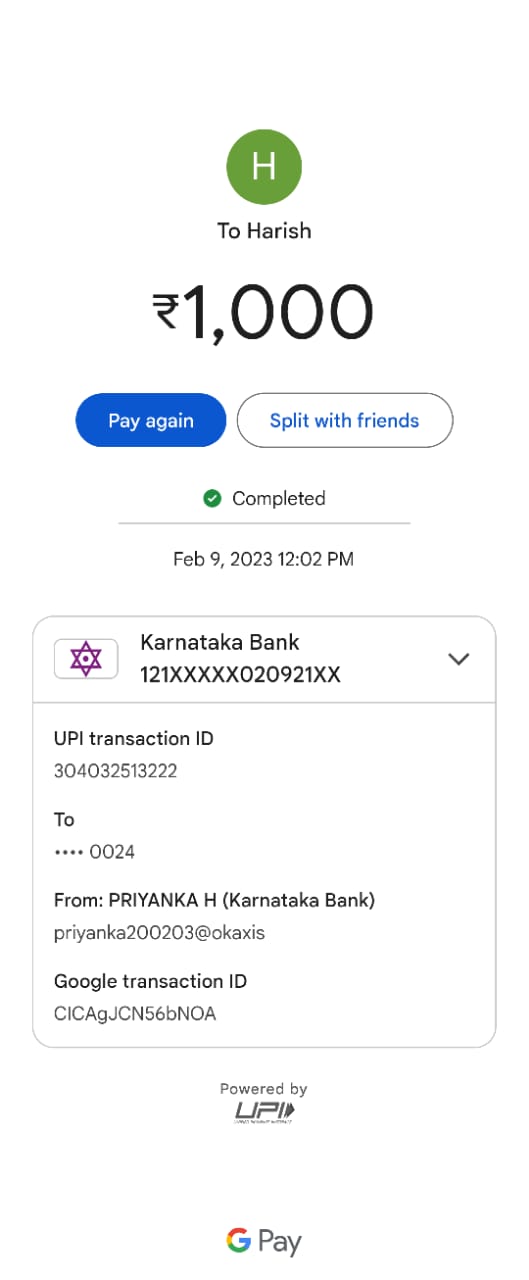 H
To Harish
₹1,000
Pay again
Split with friends
Completed
Feb 9, 2023 12:02 PM
Karnataka Bank
121XXXXX020921XX
UPI transaction ID
304032513222
To
•••• 0024
From: PRIYANKA H (Karnataka Bank)
priyanka200203@okaxis
Google transaction ID
CICAgJCN56bNOA
Powered by
UPI
G Pay